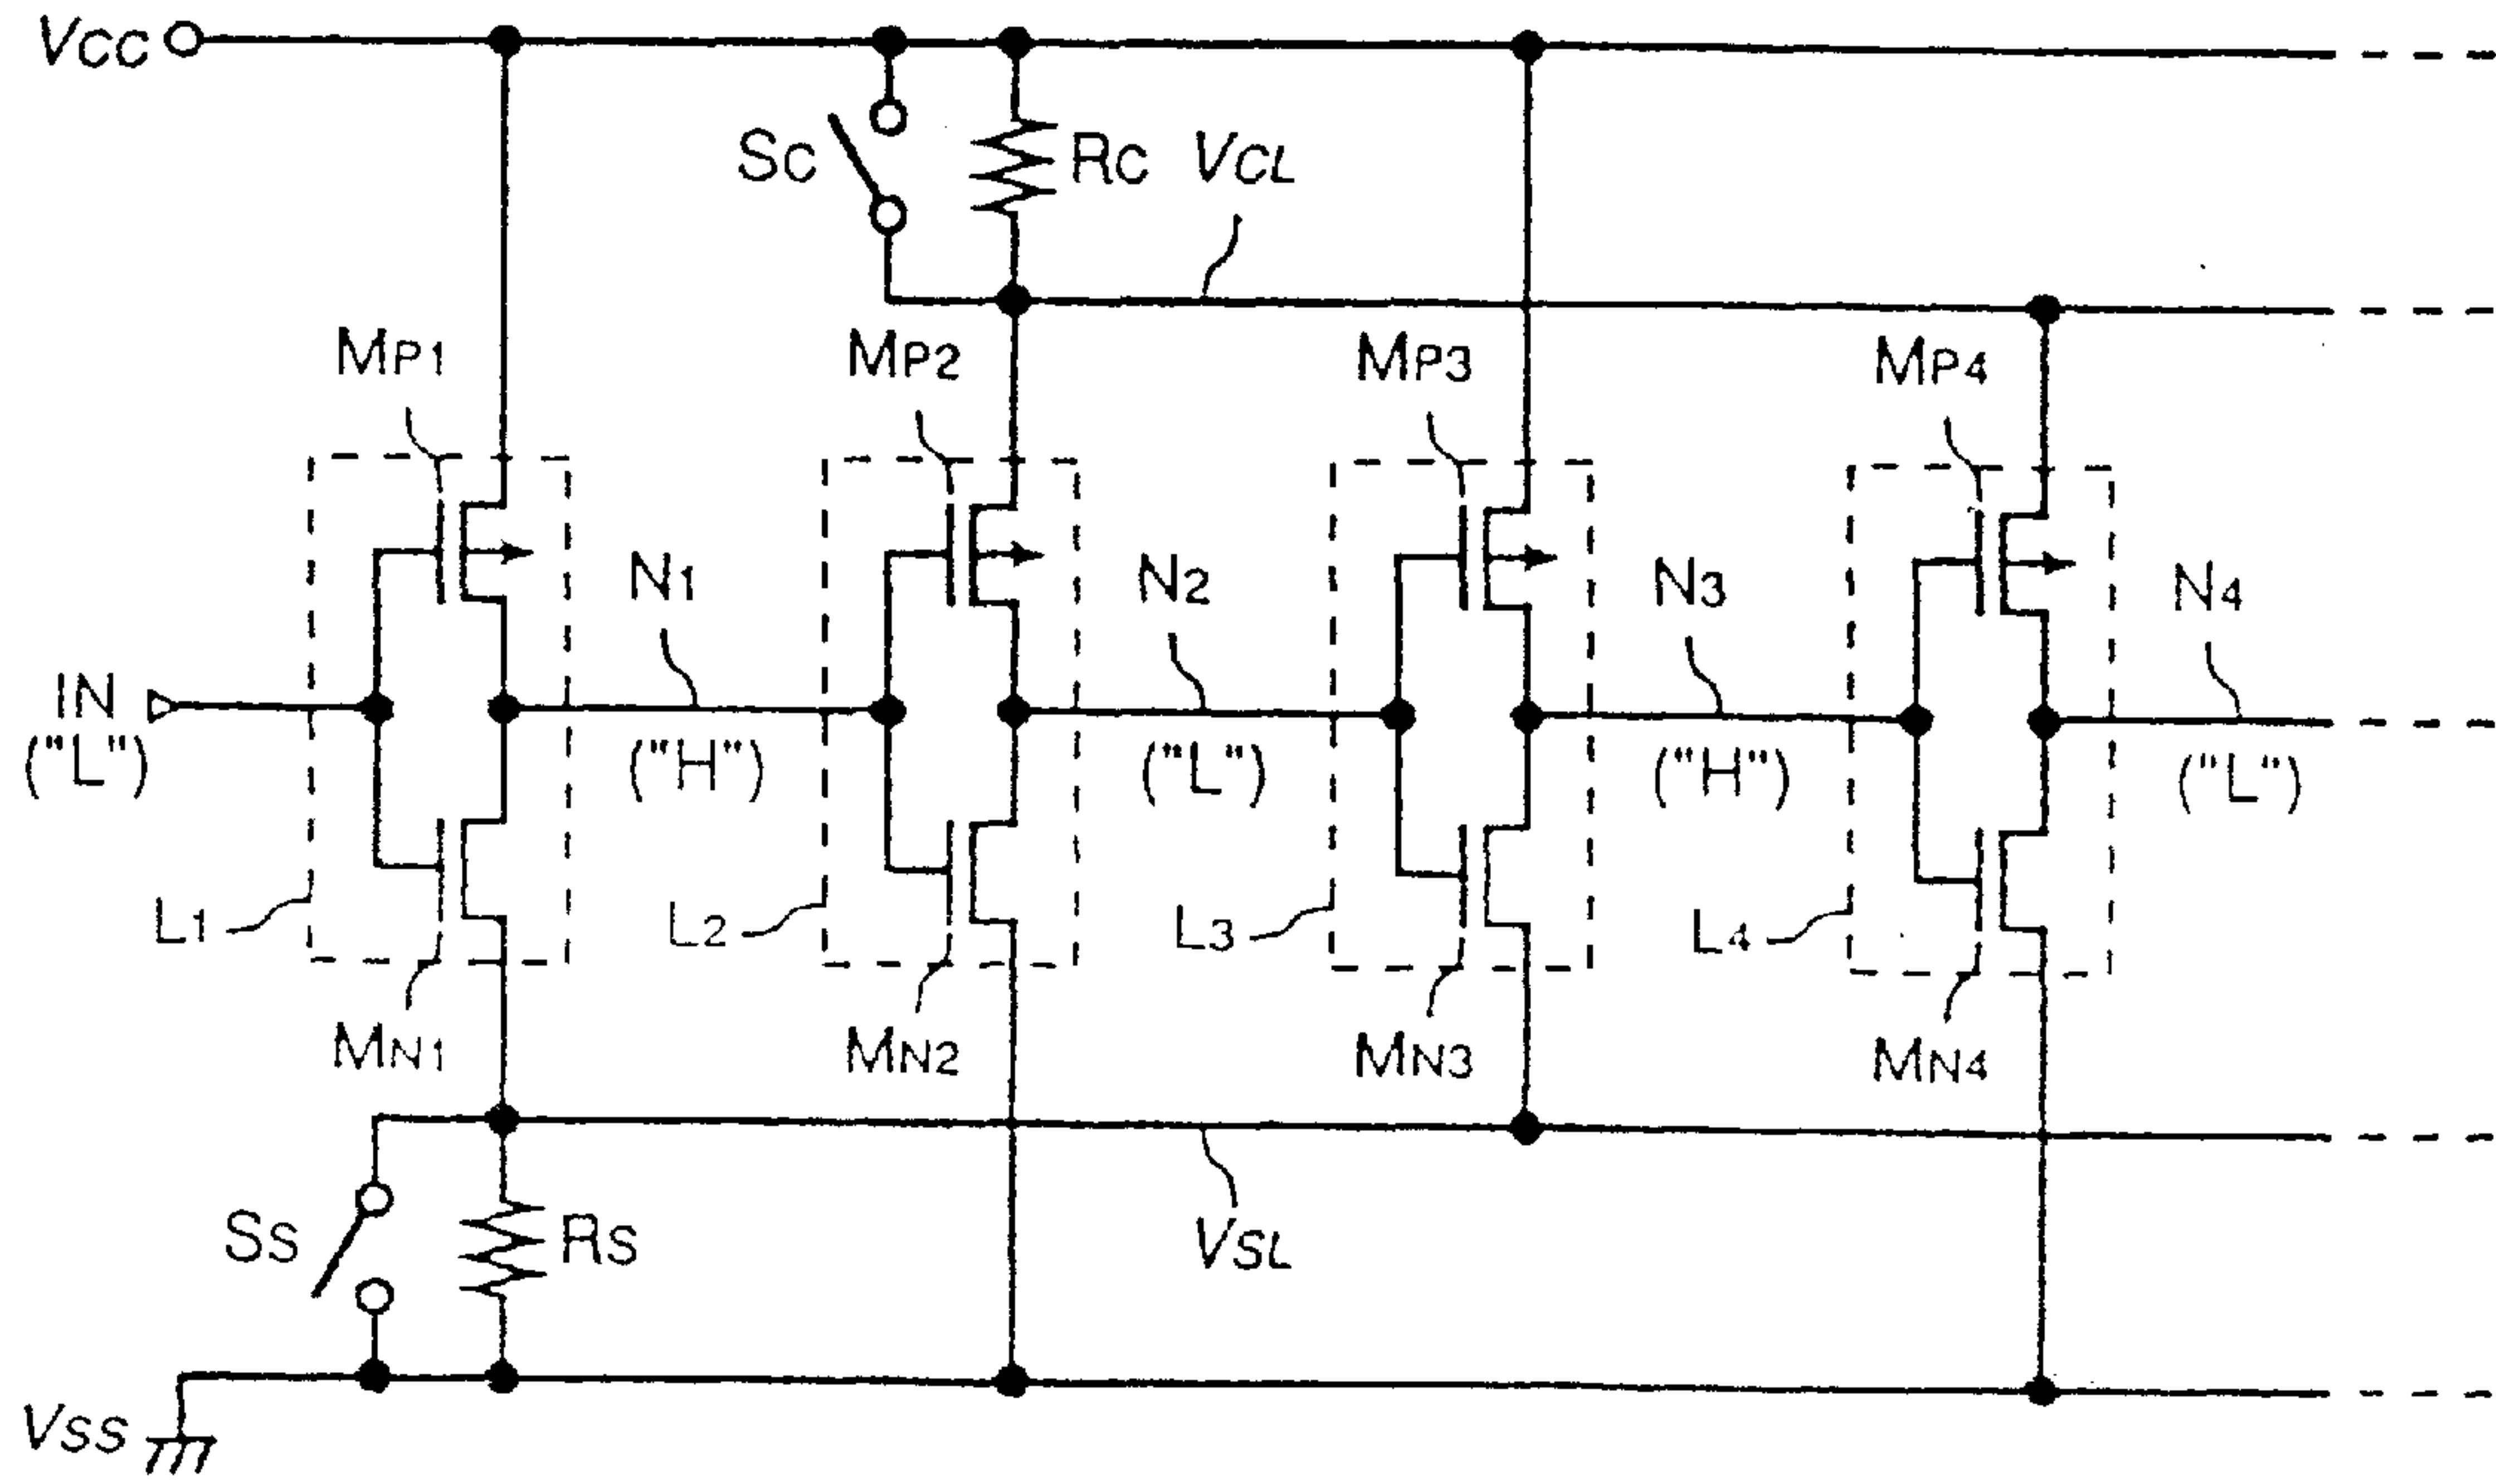 VCC
SC
RC
VCL
MP1
MP2
MP3
MP4
N1
N2
N3
N4
IN
("L")
("H")
("L")
("H")
("L")
L1
L2
L3
L4
MN1
MN2
MN3
MN4
SS
RS
VSL
VSS